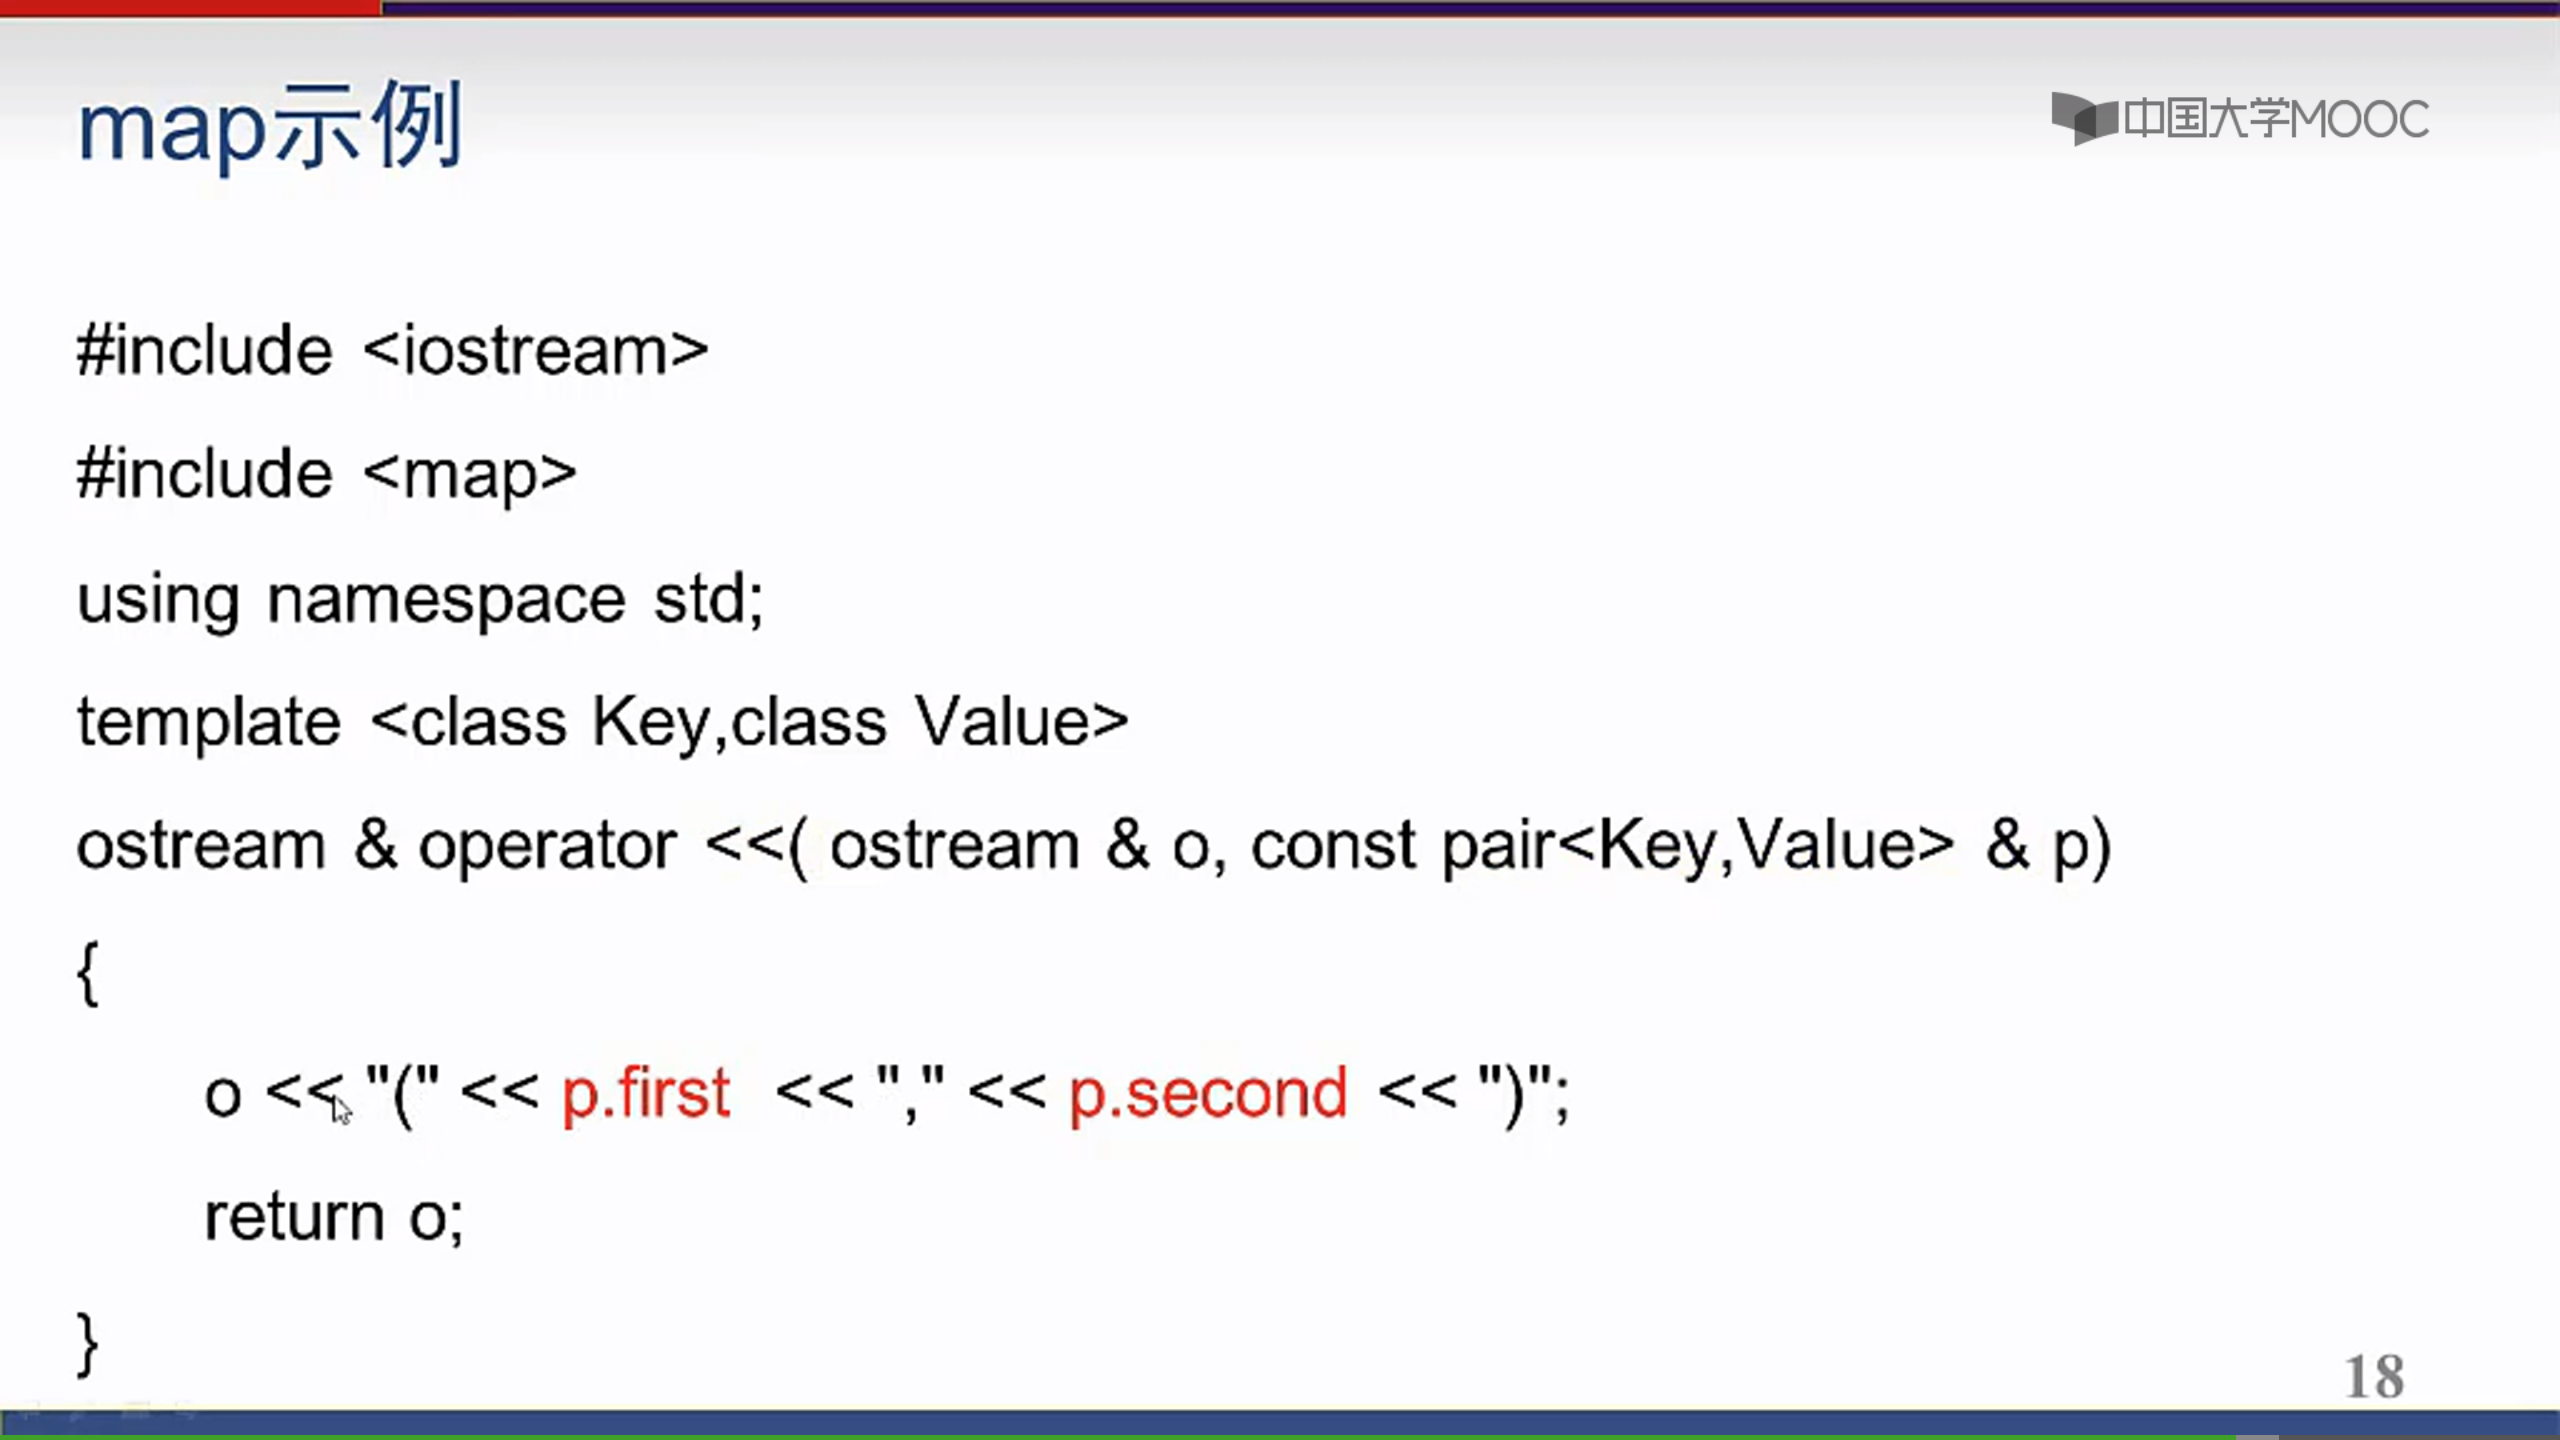 map示例
中国大学MOOC
#include <iostream>
#include <map>
using namespace std;
template <class Key,class Value>
ostream & operator <<( ostream & o, const pair<Key,Value> & p)
{
o << "(" << p.first  << "," << p.second << ")";
return o;
}
18